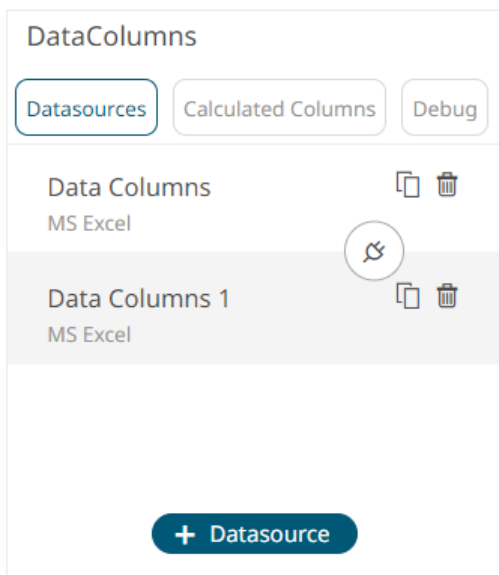 DataColumns
Datasources Calculated Columns Debug
Data Columns
MS Excel
Data Columns 1
MS Excel
+ Datasource